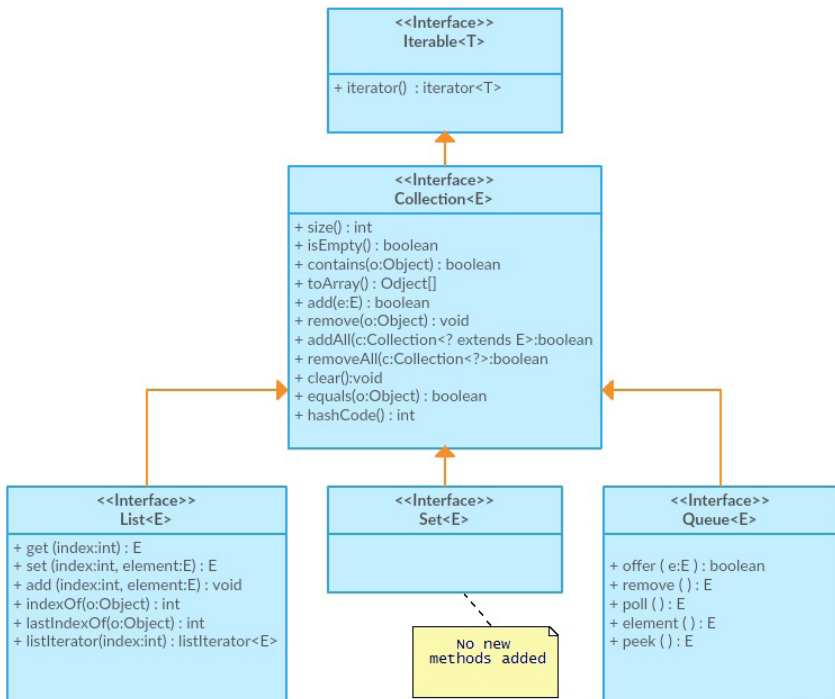 <<Interface>>
Iterable<T>
+ iterator() : iterator<T>
<<Interface>>
Collection<E>
+ size() : int
+ isEmpty() : boolean
+ contains(o:Object) : boolean
+ toArray() : Odject[]
+ add(e:E) : boolean
+ remove(o:Object) : void
+ addAll(c:Collection<? extends E>:boolean
+ removeAll(c:Collection<?>:boolean
+ clear():void
+ equals(o:Object) : boolean
+ hashCode() : int
<<Interface>>
List<E>
+ get (index:int) : E
+ set (index:int, element:E) : E
+ add (index:int, element:E) : void
+ indexOf(o:Object) : int
+ lastIndexOf(o:Object) : int
+ listIterator(index:int) : listIterator<E>
<<Interface>>
Set<E>
No new
methods added
<<Interface>>
Queue<E>
+ offer ( e:E ) : boolean
+ remove ( ) : E
+ poll ( ) : E
+ element ( ) : E
+ peek ( ) : E